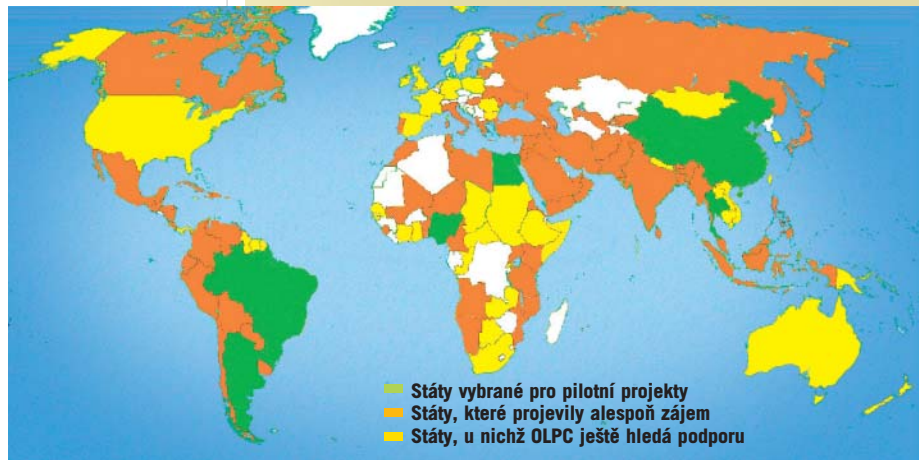 Státy vybrané pro pilotní projekty
Státy, které projevily alespoň zájem
Státy, u nichž OLPC ještě hledá podporu